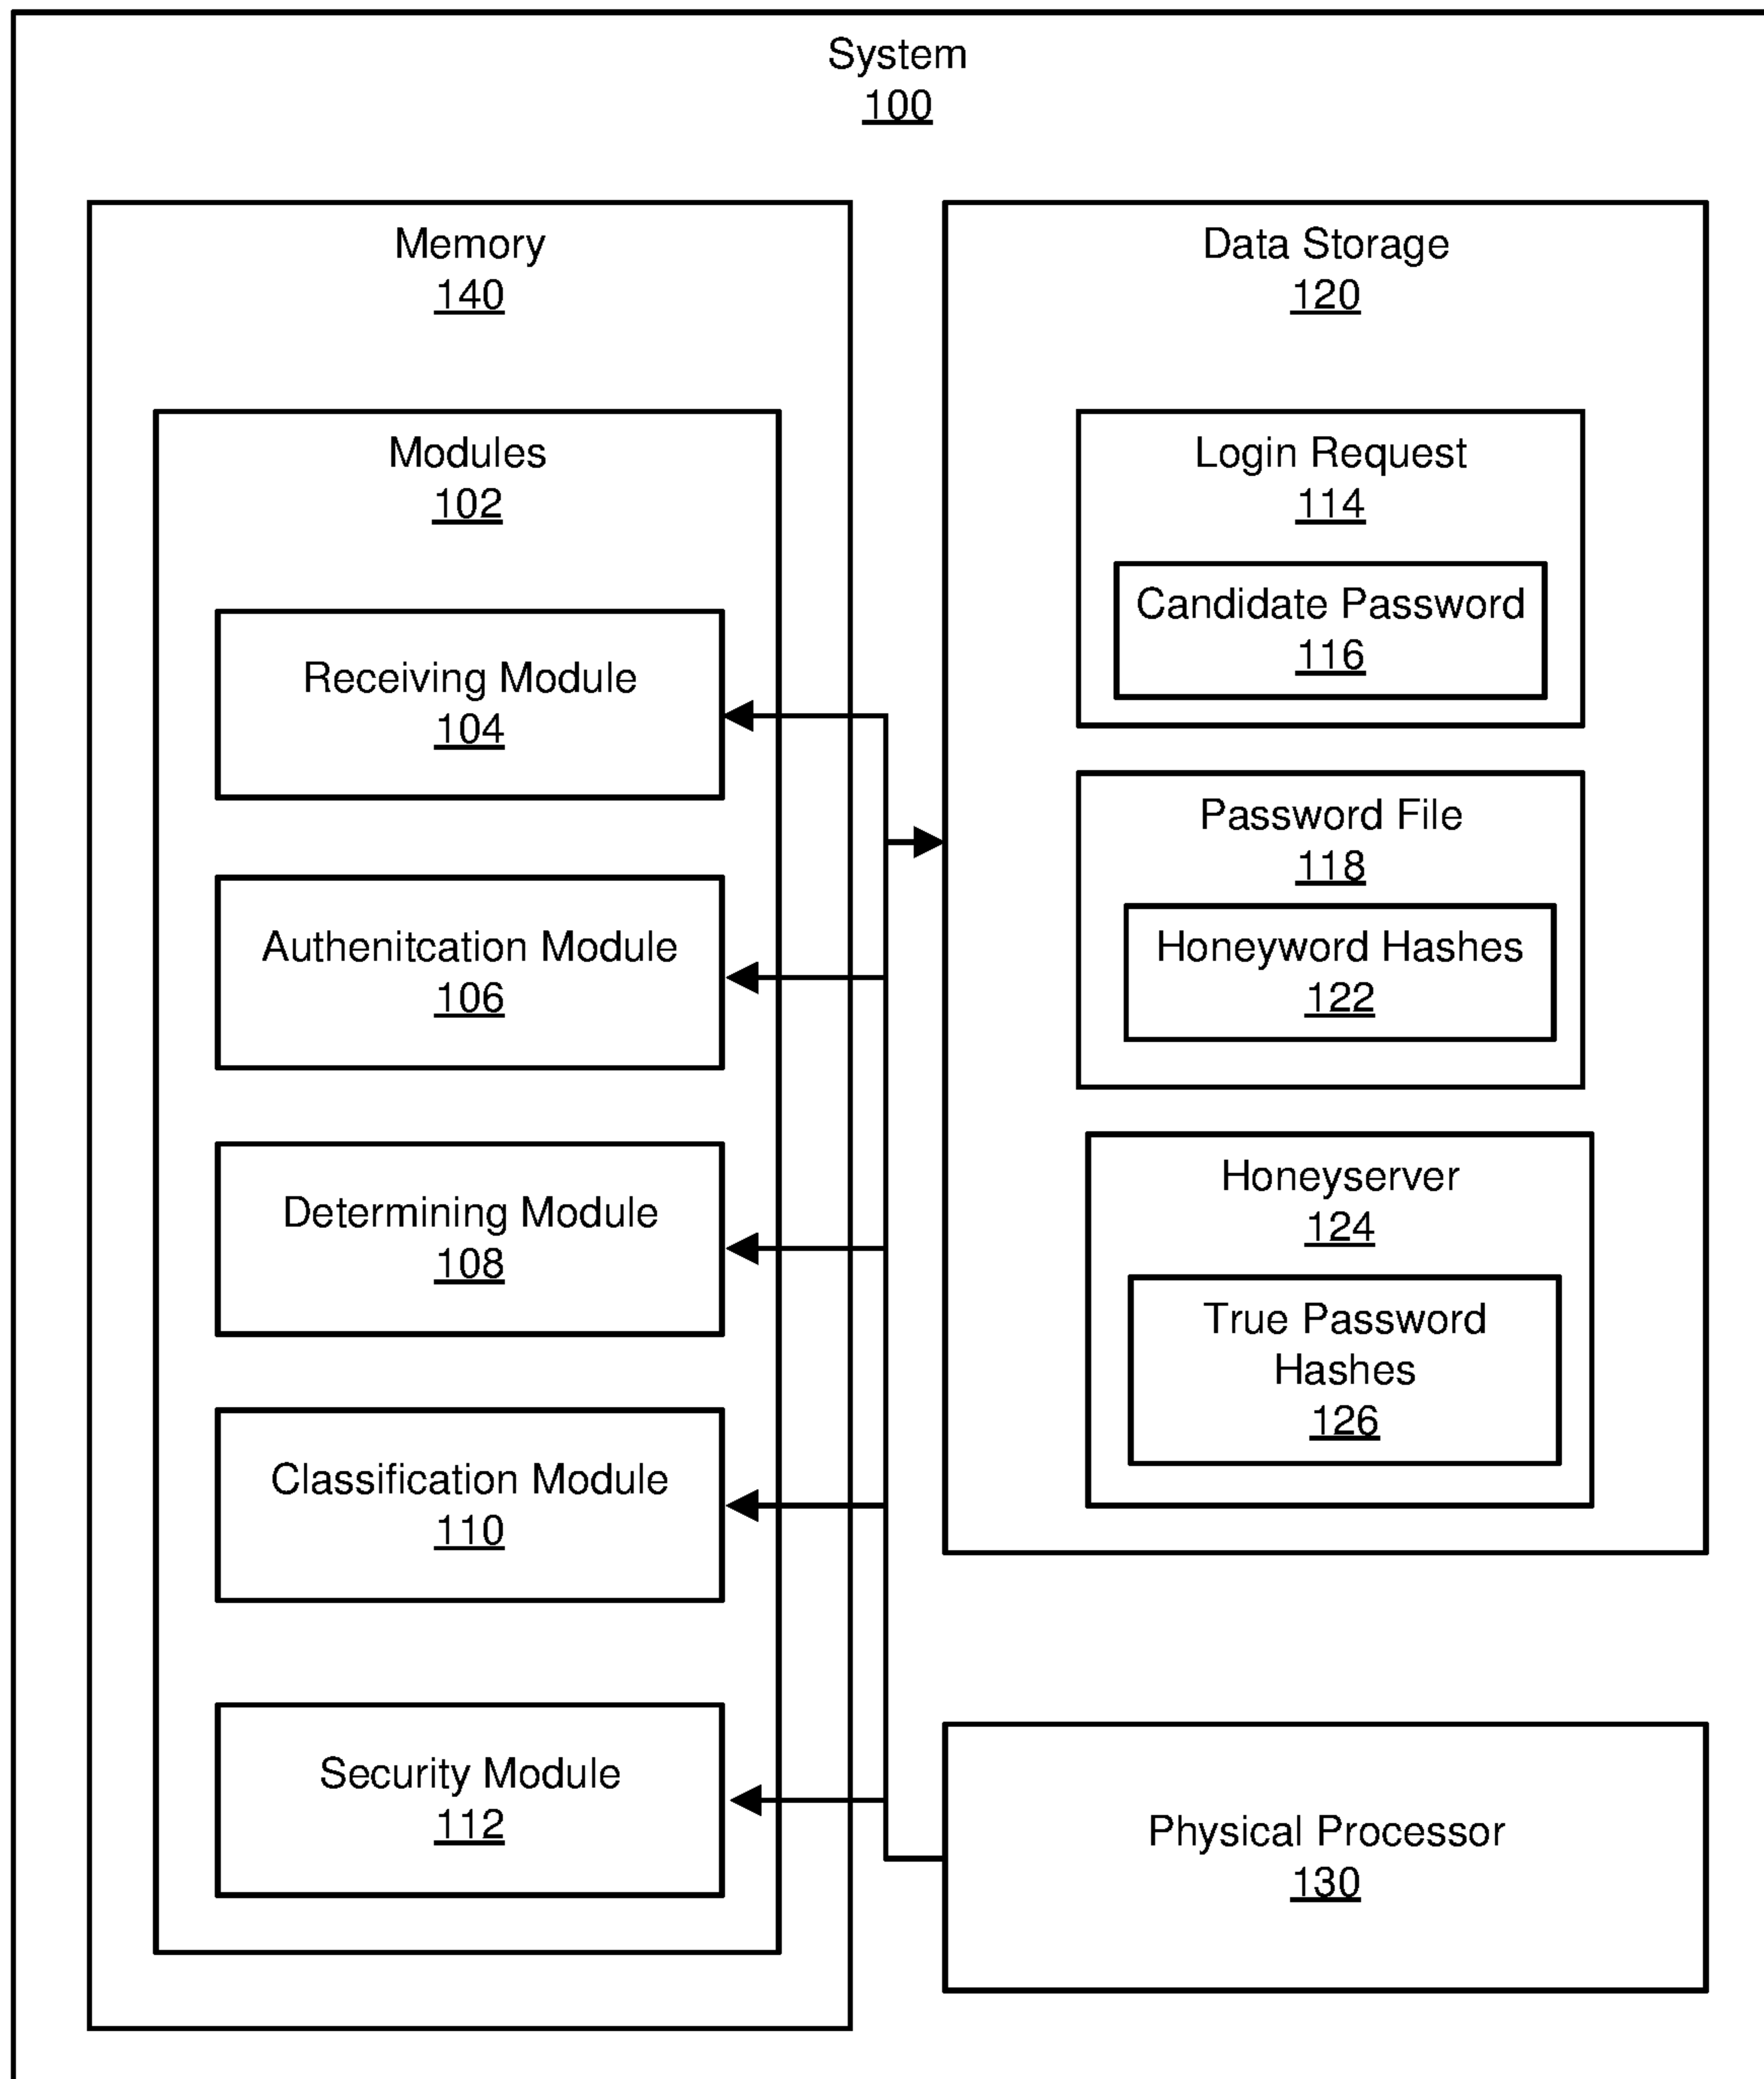 System
100
Memory
140
Modules
102
Receiving Module
104
Authenitcation Module
106
Determining Module
108
Classification Module
110
Security Module
112
Data Storage
120
Login Request
114
Candidate Password
116
Password File
118
Honeyword Hashes
122
Honeyserver
124
True Password
Hashes
126
Physical Processor
130